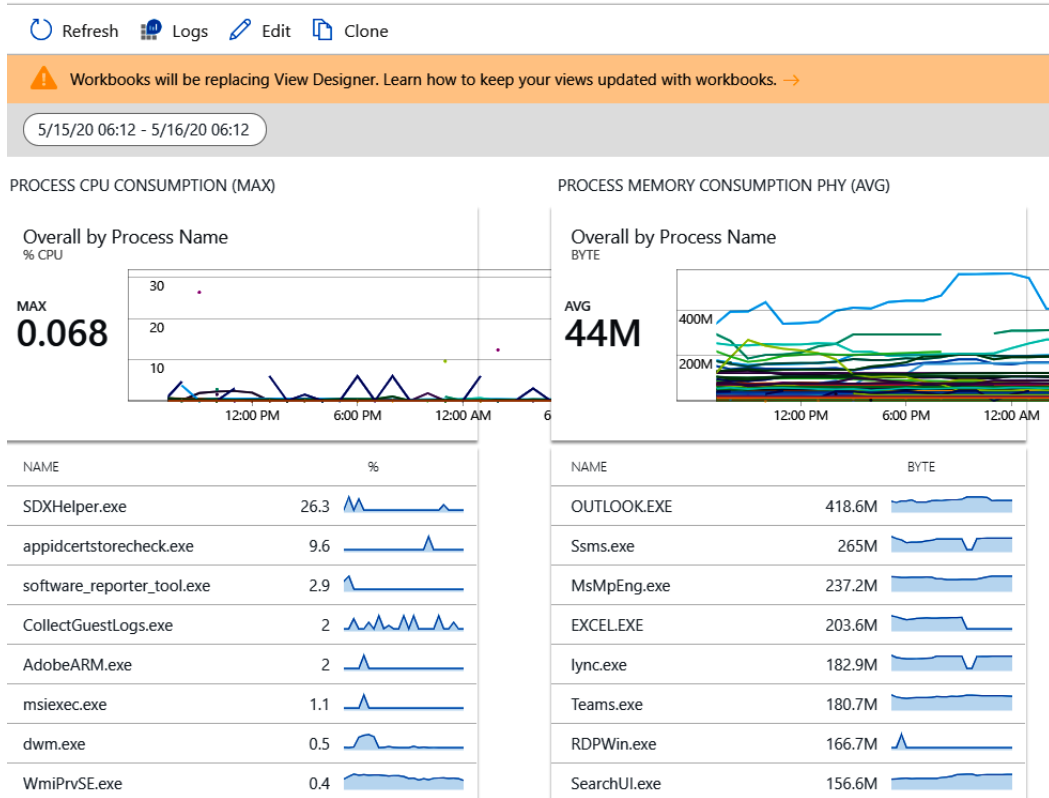 Refresh Logs Edit Clone
Workbooks will be replacing View Designer. Learn how to keep your views updated with workbooks. →
5/15/20 06:12 - 5/16/20 06:12
PROCESS CPU CONSUMPTION (MAX)
Overall by Process Name
% CPU
MAX
0.068
30
20
10
12:00 PM 6:00 PM 12:00 AM 6
NAME %
SDXHelper.exe 26.3
appidcertstorecheck.exe 9.6
software_reporter_tool.exe 2.9
CollectGuestLogs.exe 2
AdobeARM.exe 2
msiexec.exe 1.1
dwm.exe 0.5
WmiPrvSE.exe 0.4
PROCESS MEMORY CONSUMPTION PHY (AVG)
Overall by Process Name
BYTE
AVG
44M
400M
200M
12:00 PM 6:00 PM 12:00 AM
NAME BYTE
OUTLOOK.EXE 418.6M
Ssms.exe 265M
MsMpEng.exe 237.2M
EXCEL.EXE 203.6M
lync.exe 182.9M
Teams.exe 180.7M
RDPWin.exe 166.7M
SearchUI.exe 156.6M